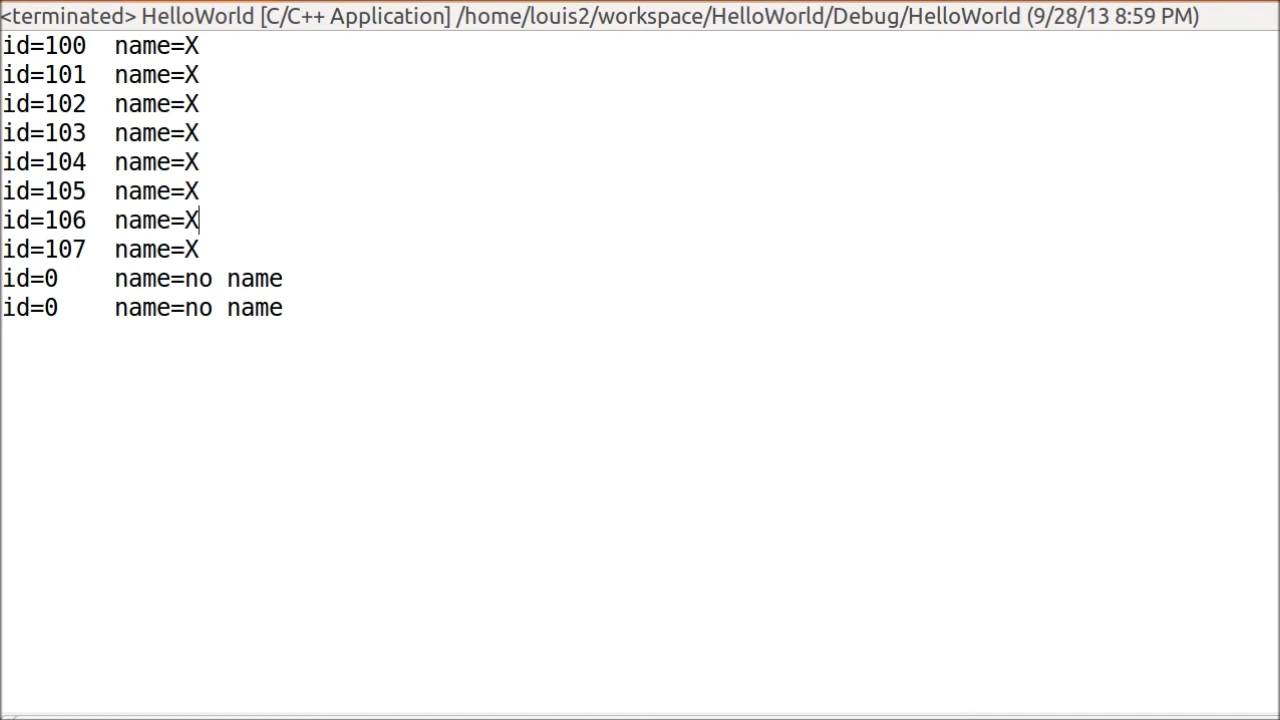 <terminated> HelloWorld [C/C++ Application] /home/louis2/workspace/HelloWorld/Debug/HelloWorld (9/28/13 8:59 PM)
id=100  name=X
id=101  name=X
id=102  name=X
id=103  name=X
id=104  name=X
id=105  name=X
id=106  name=X
id=107  name=X
id=0    name=no name
id=0    name=no name